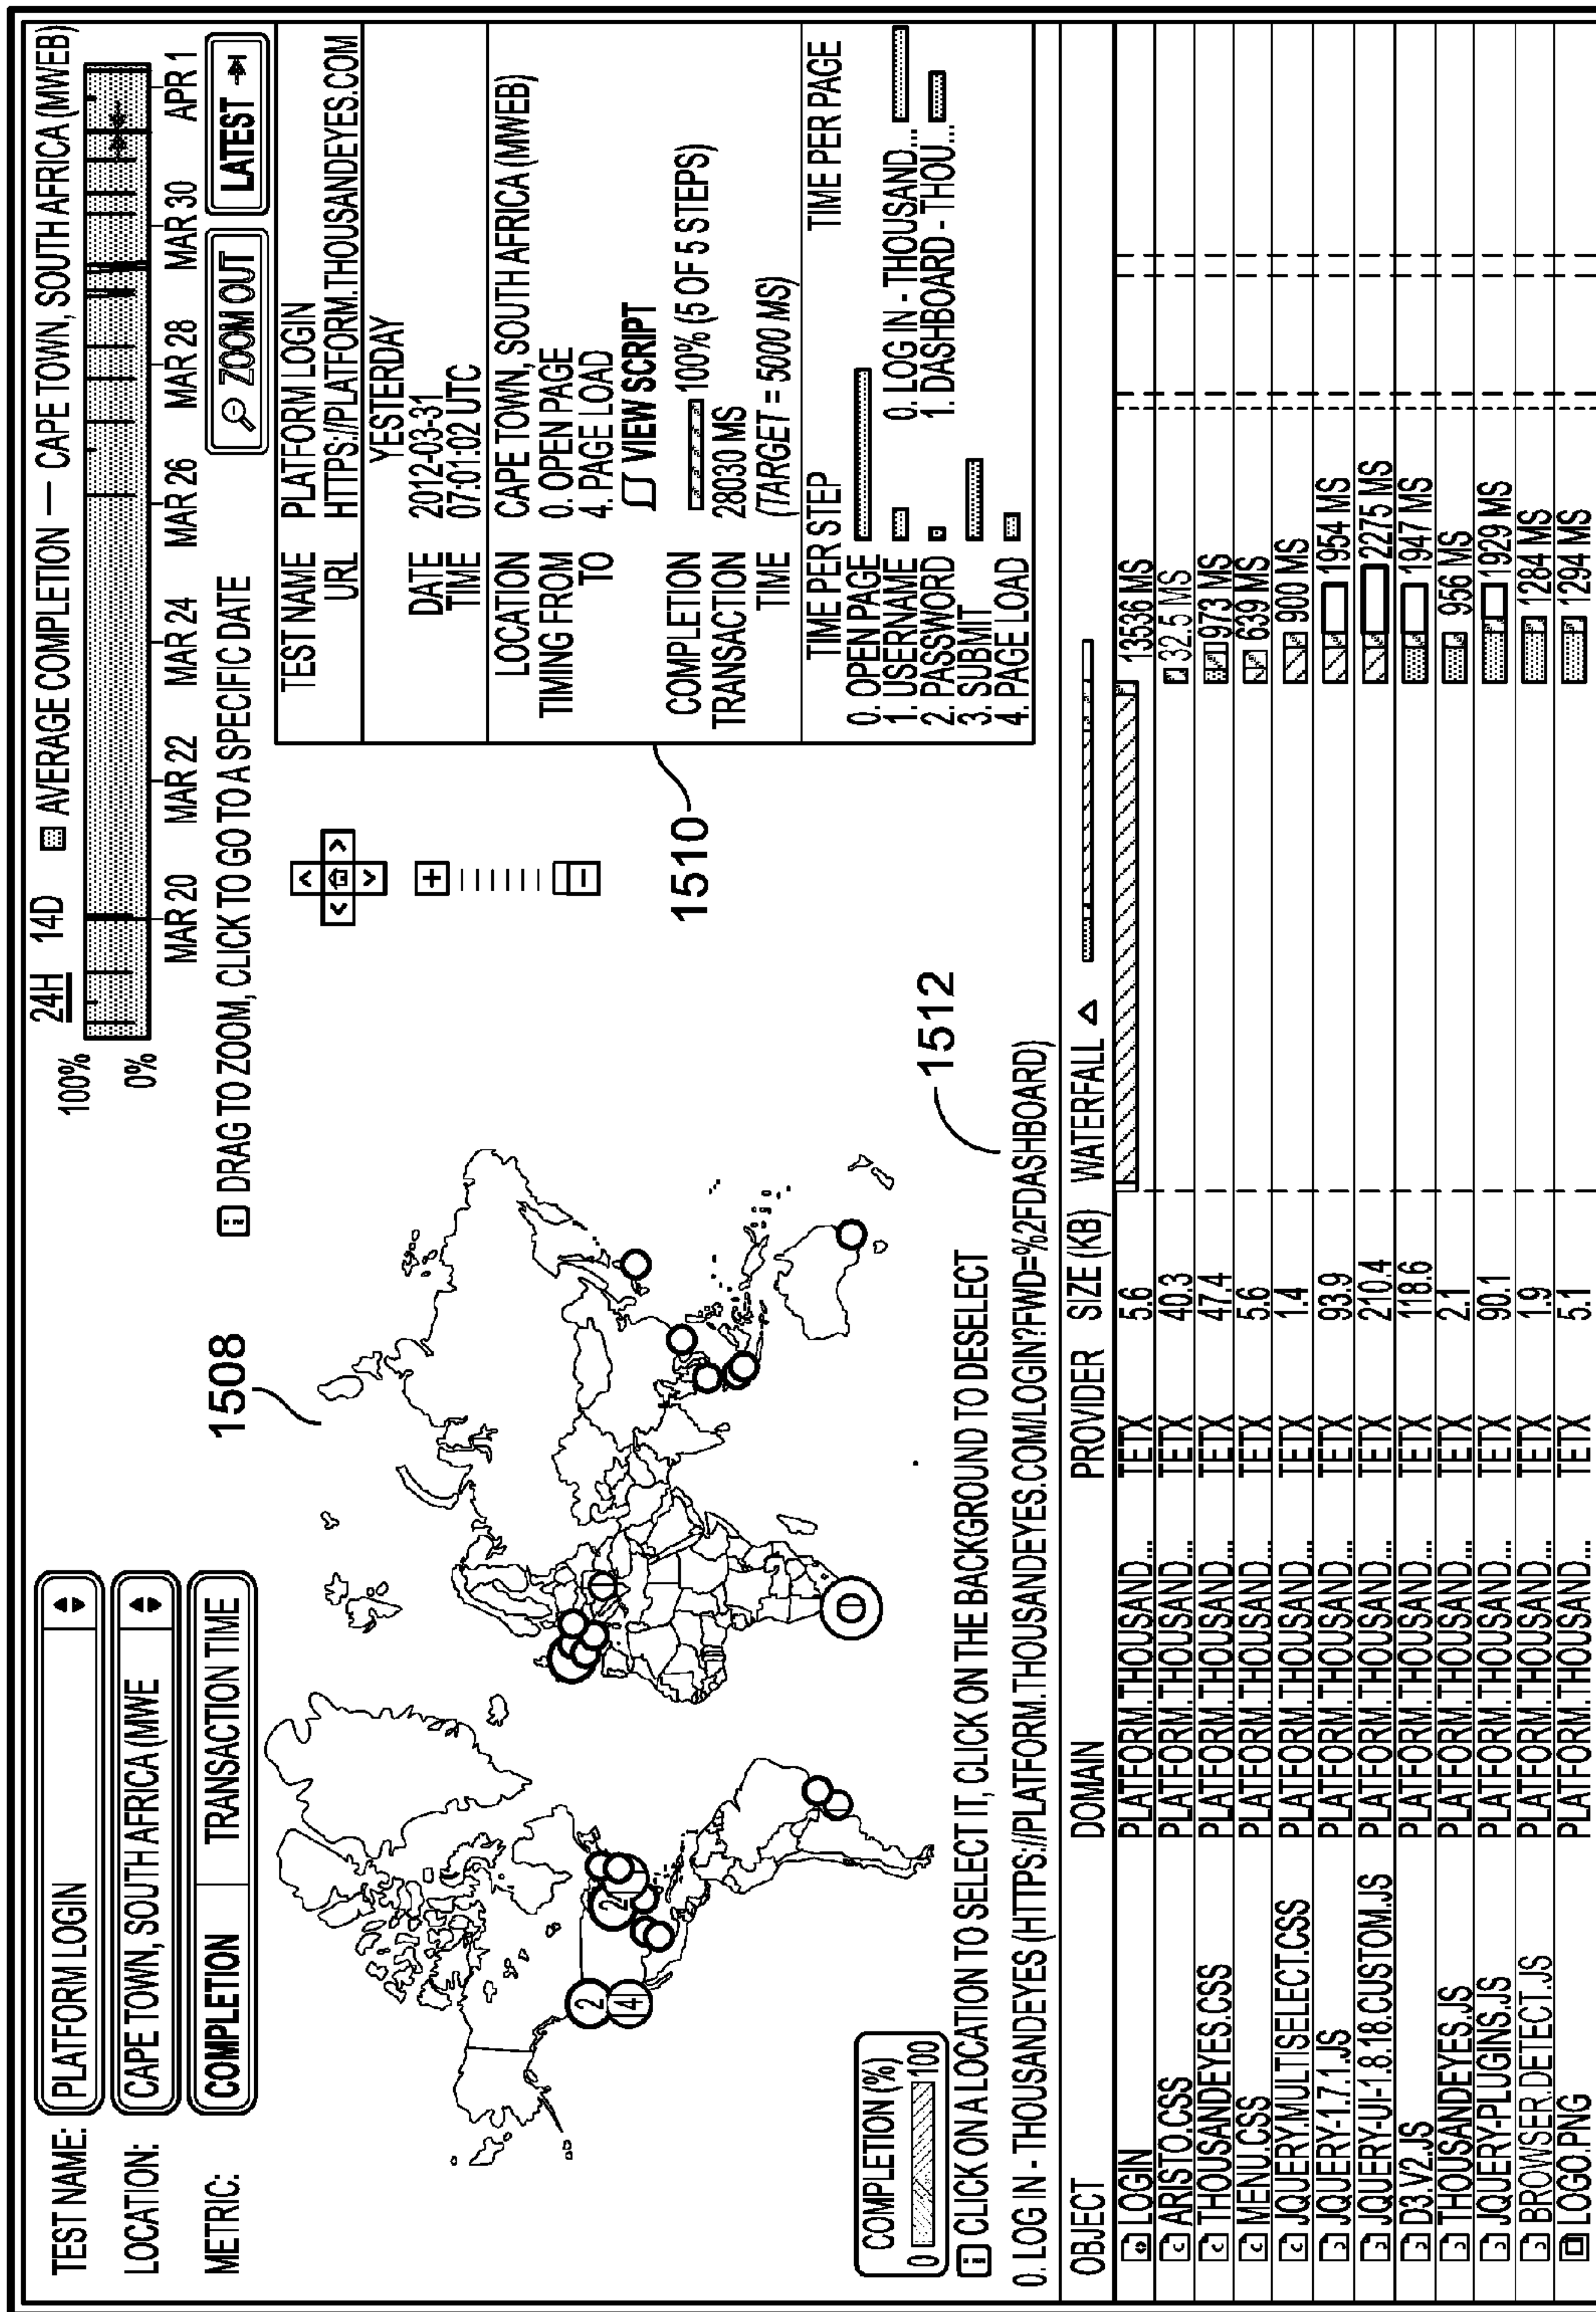 TEST NAME: PLATFORM LOGIN
LOCATION: CAPE TOWN, SOUTH AFRICA (MWE
METRIC: COMPLETION TRANSACTION TIME
24H 14D AVERAGE COMPLETION — CAPE TOWN, SOUTH AFRICA (MWEB)
100%
0%
MAR 20 MAR 22 MAR 24 MAR 26 MAR 28 MAR 30 APR 1
DRAG TO ZOOM, CLICK TO GO TO A SPECIFIC DATE ZOOM OUT LATEST
1508
2
14
2
COMPLETION (%)
0 100
CLICK ON A LOCATION TO SELECT IT, CLICK ON THE BACKGROUND TO DESELECT
+
−
1510
TEST NAME PLATFORM LOGIN
URL HTTPS://PLATFORM.THOUSANDEYES.COM
YESTERDAY
DATE 2012-03-31
TIME 07:01:02 UTC
LOCATION CAPE TOWN, SOUTH AFRICA (MWEB)
TIMING FROM 0. OPEN PAGE
TO 4. PAGE LOAD
VIEW SCRIPT
COMPLETION 100% (5 OF 5 STEPS)
TRANSACTION 28030 MS
TIME (TARGET = 5000 MS)
TIME PER STEP TIME PER PAGE
0. OPEN PAGE
1. USERNAME 0. LOG IN - THOUSAND...
2. PASSWORD 1. DASHBOARD - THOU...
3. SUBMIT
4. PAGE LOAD
1512
0. LOG IN - THOUSANDEYES (HTTPS://PLATFORM.THOUSANDEYES.COM/LOGIN?FWD=%2FDASHBOARD)
OBJECT DOMAIN PROVIDER SIZE (KB) WATERFALL
LOGIN PLATFORM.THOUSAND... TETX 5.6 13536 MS
ARISTO.CSS PLATFORM.THOUSAND... TETX 40.3 32.5 MS
THOUSANDEYES.CSS PLATFORM.THOUSAND... TETX 47.4 973 MS
MENU.CSS PLATFORM.THOUSAND... TETX 5.6 639 MS
JQUERY.MULTISELECT.CSS PLATFORM.THOUSAND... TETX 1.4 900 MS
JQUERY-1.7.1.JS PLATFORM.THOUSAND... TETX 93.9 1954 MS
JQUERY-UI-1.8.18.CUSTOM.JS PLATFORM.THOUSAND... TETX 210.4 2275 MS
D3.V2.JS PLATFORM.THOUSAND... TETX 118.6 1947 MS
THOUSANDEYES.JS PLATFORM.THOUSAND... TETX 2.1 956 MS
JQUERY-PLUGINS.JS PLATFORM.THOUSAND... TETX 90.1 1929 MS
BROWSER.DETECT.JS PLATFORM.THOUSAND... TETX 1.9 1284 MS
LOGO.PNG PLATFORM.THOUSAND... TETX 5.1 1294 MS